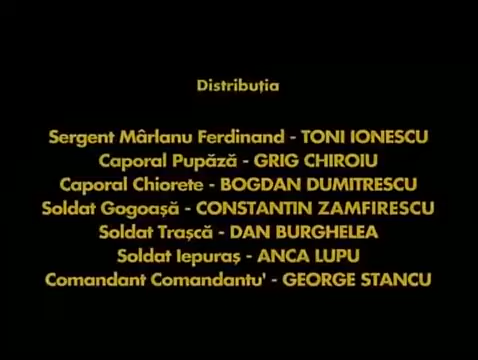 Distribuția
Sergent Mârlanu Ferdinand - TONI IONESCU
Caporal Pupăză - GRIG CHIROIU
Caporal Chiorete - BOGDAN DUMITRESCU
Soldat Gogoașă - CONSTANTIN ZAMFIRESCU
Soldat Trașcă - DAN BURGHELEA
Soldat Iepuraș - ANCA LUPU
Comandant Comandantu' - GEORGE STANCU